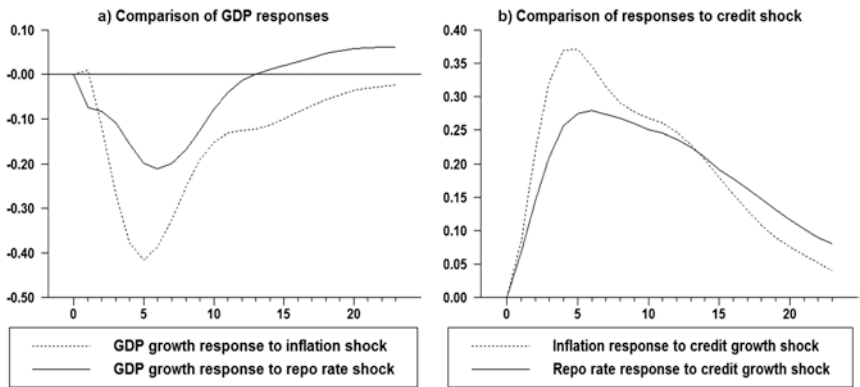 a) Comparison of GDP responses
0.10
-0.00
-0.10
-0.20
-0.30
-0.40
-0.50
0 5 10 15 20
GDP growth response to inflation shock
GDP growth response to repo rate shock
b) Comparison of responses to credit shock
0.40
0.35
0.30
0.25
0.20
0.15
0.10
0.05
0.00
0 5 10 15 20
Inflation response to credit growth shock
Repo rate response to credit growth shock